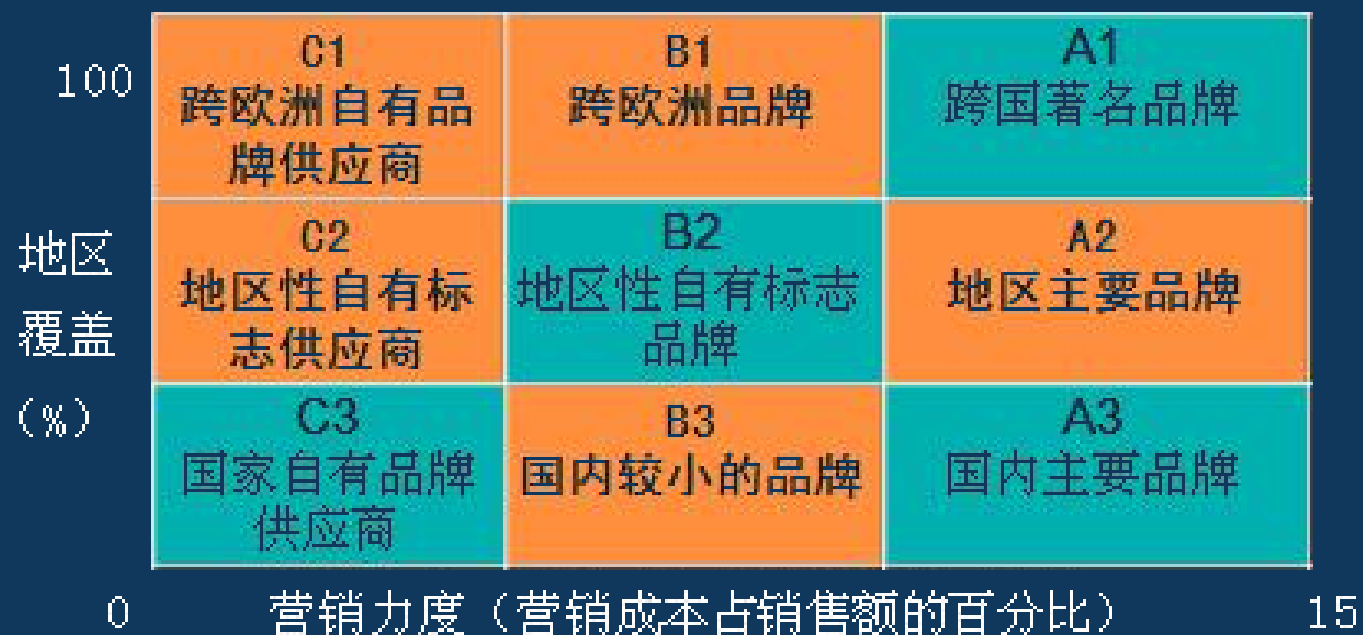 100
C1
跨欧洲自有品
牌供应商
B1
跨欧洲品牌
A1
跨国著名品牌
地区
覆盖
(%)
C2
地区性自有标
志供应商
B2
地区性自有标志
品牌
A2
地区主要品牌
C3
国家自有品牌
供应商
B3
国内较小的品牌
A3
国内主要品牌
0
营销力度（营销成本占销售额的百分比）
15